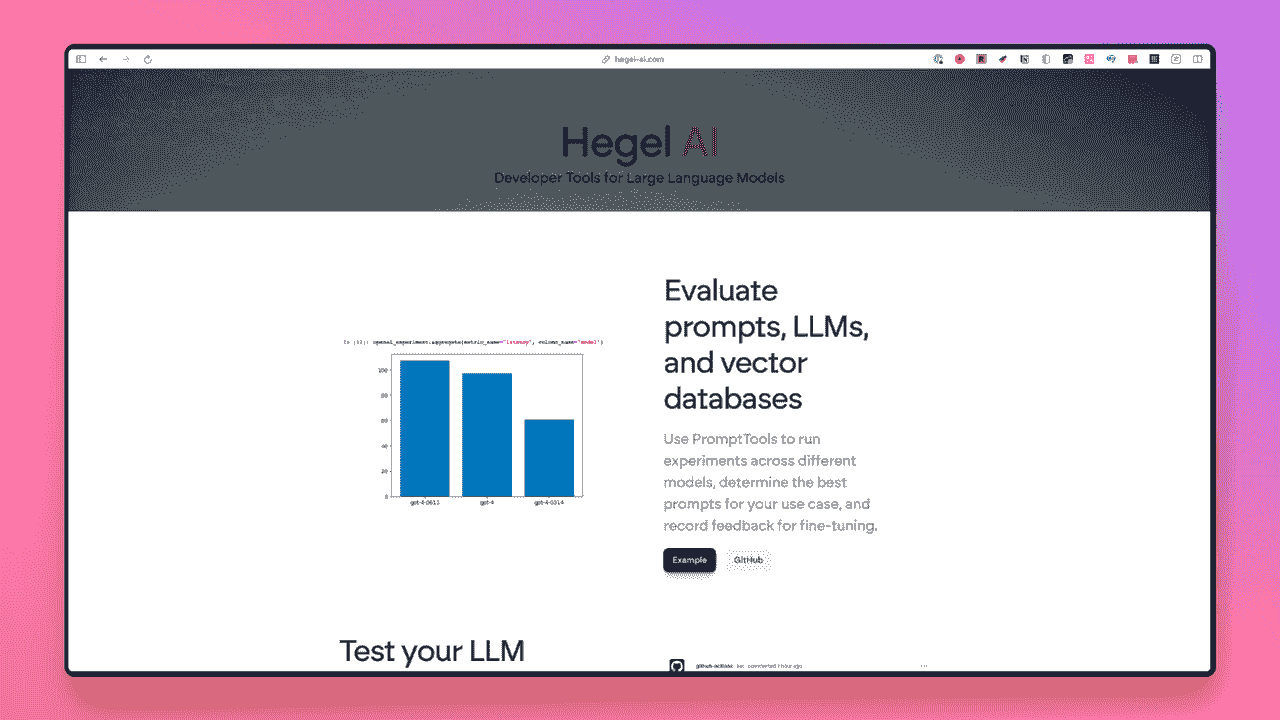 hegel-ai.com
Hegel AI
Developer Tools for Large Language Models
Evaluate
prompts, LLMs,
and vector
databases
openai_experiment.aggregate(metric_name="latency", column_name="model")
100
80
60
40
20
0
gpt-4-0613
gpt-4
gpt-4-0314
Use PromptTools to run
experiments across different
models, determine the best
prompts for your use case, and
record feedback for fine-tuning.
Example
GitHub
Test your LLM
github-actions bot commented 1 hour ago